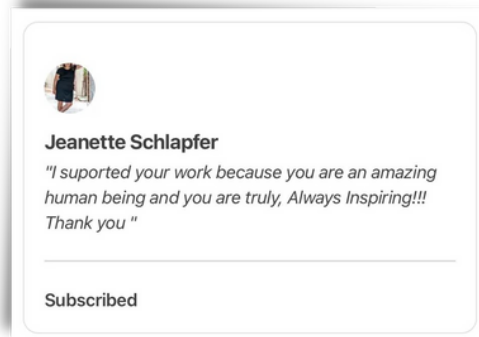 Jeanette Schlapfer
"I suported your work because you are an amazing
human being and you are truly, Always Inspiring!!!
Thank you "
Subscribed